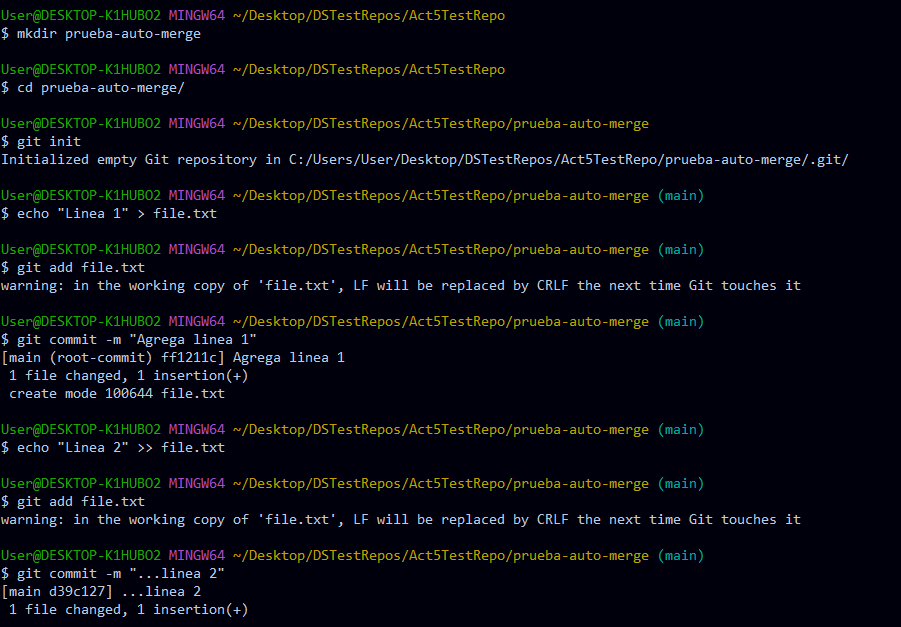 User@DESKTOP-K1HUBO2 MINGW64 ~/Desktop/DSTestRepos/Act5TestRepo
$ mkdir prueba-auto-merge
User@DESKTOP-K1HUBO2 MINGW64 ~/Desktop/DSTestRepos/Act5TestRepo
$ cd prueba-auto-merge/
User@DESKTOP-K1HUBO2 MINGW64 ~/Desktop/DSTestRepos/Act5TestRepo/prueba-auto-merge
$ git init
Initialized empty Git repository in C:/Users/User/Desktop/DSTestRepos/Act5TestRepo/prueba-auto-merge/.git/
User@DESKTOP-K1HUBO2 MINGW64 ~/Desktop/DSTestRepos/Act5TestRepo/prueba-auto-merge (main)
$ echo "Linea 1" > file.txt
User@DESKTOP-K1HUBO2 MINGW64 ~/Desktop/DSTestRepos/Act5TestRepo/prueba-auto-merge (main)
$ git add file.txt
warning: in the working copy of 'file.txt', LF will be replaced by CRLF the next time Git touches it
User@DESKTOP-K1HUBO2 MINGW64 ~/Desktop/DSTestRepos/Act5TestRepo/prueba-auto-merge (main)
$ git commit -m "Agrega linea 1"
[main (root-commit) ff1211c] Agrega linea 1
1 file changed, 1 insertion(+)
create mode 100644 file.txt
User@DESKTOP-K1HUBO2 MINGW64 ~/Desktop/DSTestRepos/Act5TestRepo/prueba-auto-merge (main)
$ echo "Linea 2" >> file.txt
User@DESKTOP-K1HUBO2 MINGW64 ~/Desktop/DSTestRepos/Act5TestRepo/prueba-auto-merge (main)
$ git add file.txt
warning: in the working copy of 'file.txt', LF will be replaced by CRLF the next time Git touches it
User@DESKTOP-K1HUBO2 MINGW64 ~/Desktop/DSTestRepos/Act5TestRepo/prueba-auto-merge (main)
$ git commit -m "...linea 2"
[main d39c127] ...linea 2
1 file changed, 1 insertion(+)